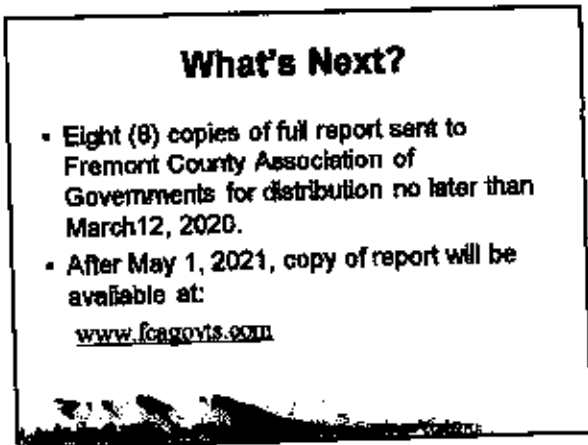 What's Next?
• Eight (8) copies of full report sent to
Fremont County Association of
Governments for distribution no later than
March12, 2020.
• After May 1, 2021, copy of report will be
available at:
www.fcagovts.com